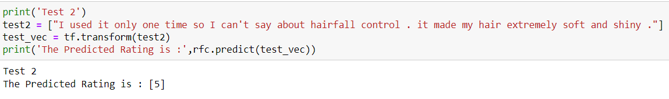 print('Test 2')
test2 = ["I used it only one time so I can't say about hairfall control . it made my hair extremely soft and shiny ."]
test_vec = tf.transform(test2)
print('The Predicted Rating is :',rfc.predict(test_vec))
Test 2
The Predicted Rating is : [5]